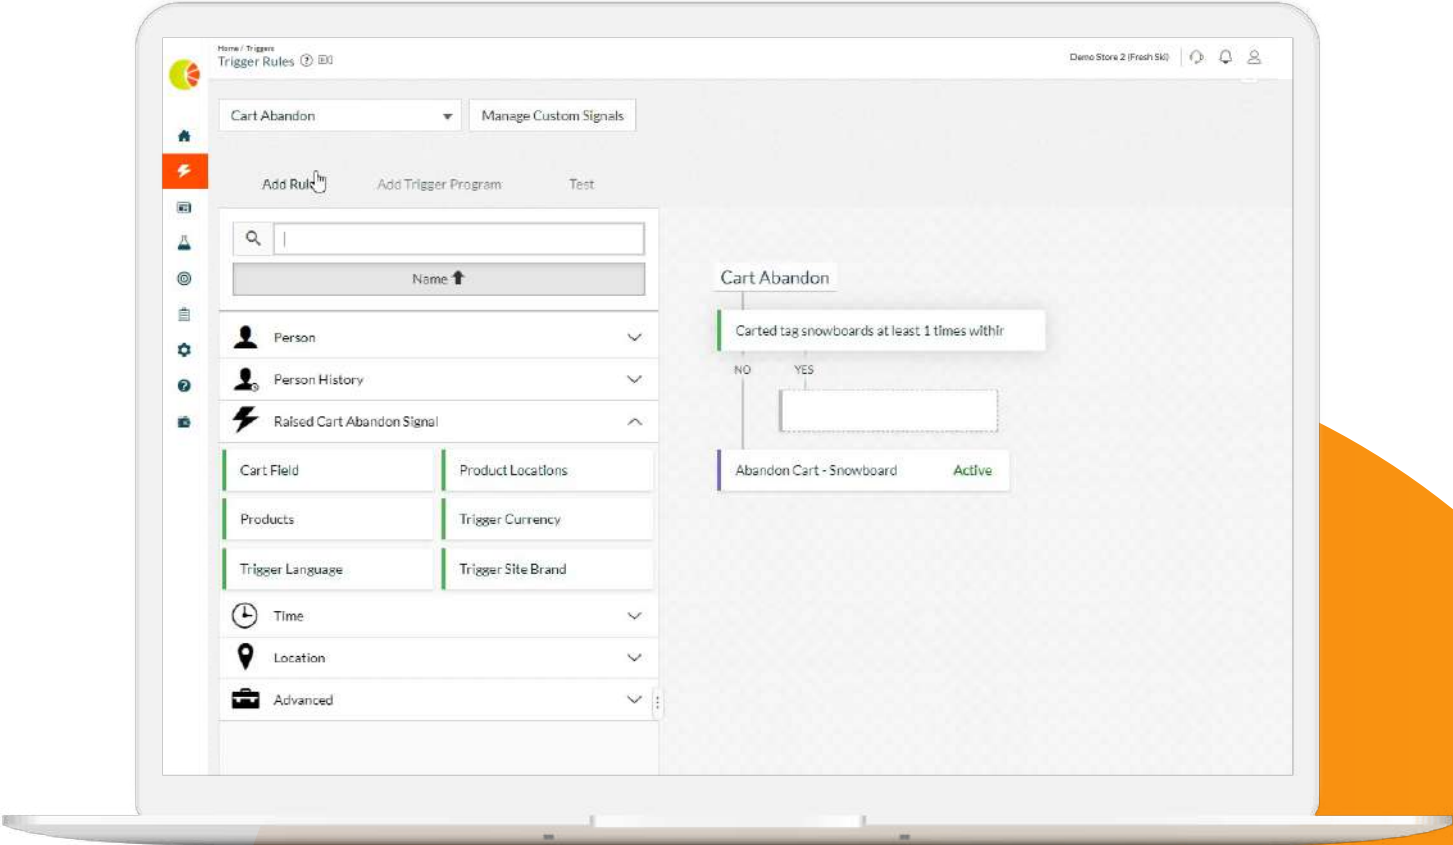 Home / Triggers
Trigger Rules
Demo Store 2 (Fresh Ski)
Cart Abandon
Manage Custom Signals
Add Rule
Add Trigger Program
Test
Name
Person
Person History
Raised Cart Abandon Signal
Cart Field
Product Locations
Products
Trigger Currency
Trigger Language
Trigger Site Brand
Time
Location
Advanced
Cart Abandon
Carted tag snowboards at least 1 times within
NO
YES
Abandon Cart - Snowboard
Active